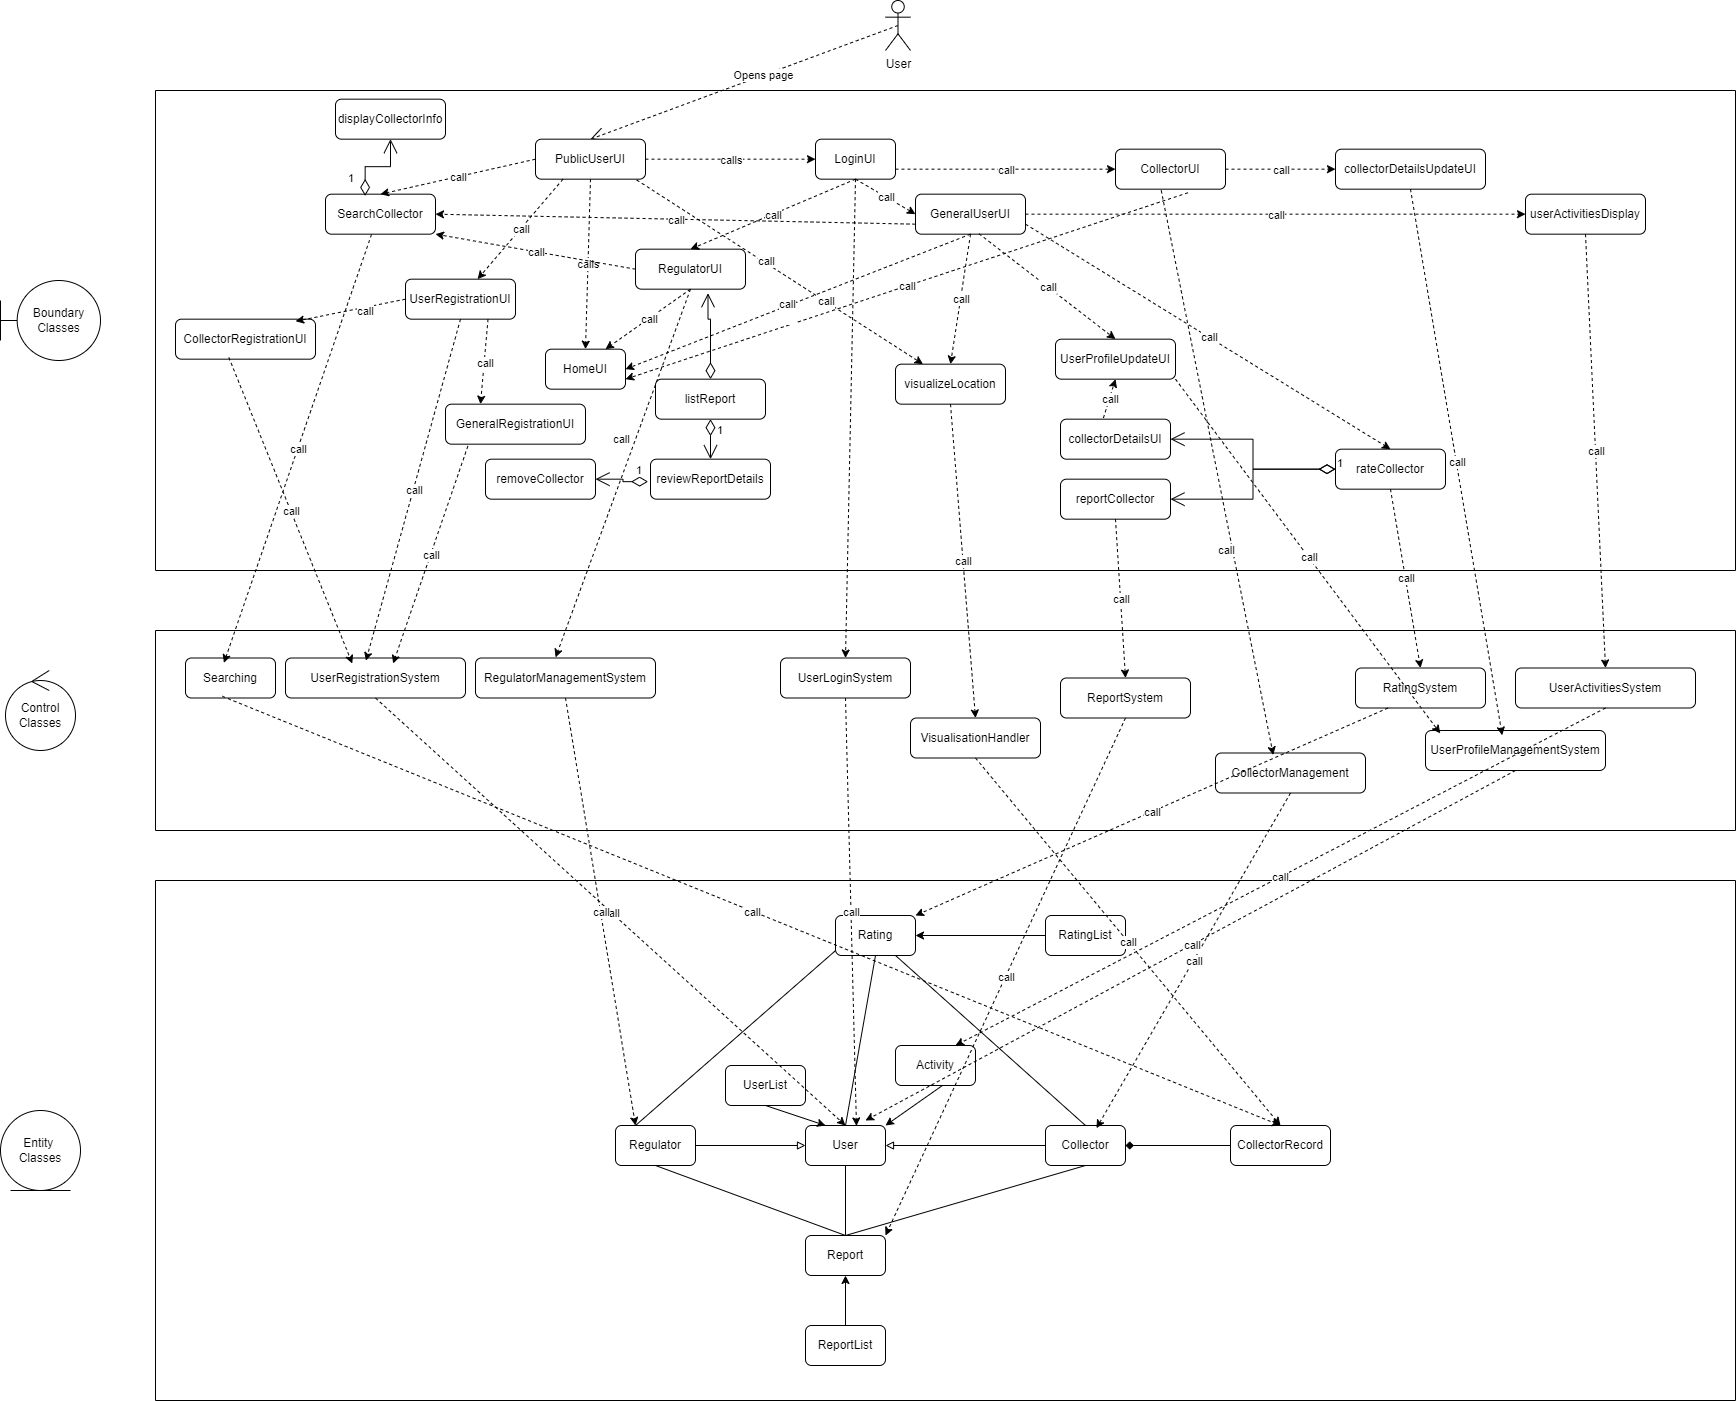 User
Opens page
displayCollectorInfo
PublicUserUI
calls
LoginUI
call
CollectorUI
call
collectorDetailsUpdateUI
1
call
SearchCollector
call
call
call
call
GeneralUserUI
call
userActivitiesDisplay
call
calls
RegulatorUI
call
call
call
UserRegistrationUI
call
call
call
call
call
Boundary
Classes
CollectorRegistrationUI
call
call
HomeUI
visualizeLocation
UserProfileUpdateUI
call
listReport
call
GeneralRegistrationUI
1
call
collectorDetailsUI
call
call
removeCollector
1
reviewReportDetails
1
rateCollector
call
call
call
reportCollector
call
call
call
call
call
call
call
Searching
UserRegistrationSystem
RegulatorManagementSystem
UserLoginSystem
ReportSystem
RatingSystem
UserActivitiesSystem
Control
Classes
VisualisationHandler
UserProfileManagementSystem
CollectorManagement
call
call
call
call
call
call
Rating
RatingList
call
call
call
call
Activity
UserList
Entity
Classes
Regulator
User
Collector
CollectorRecord
Report
ReportList